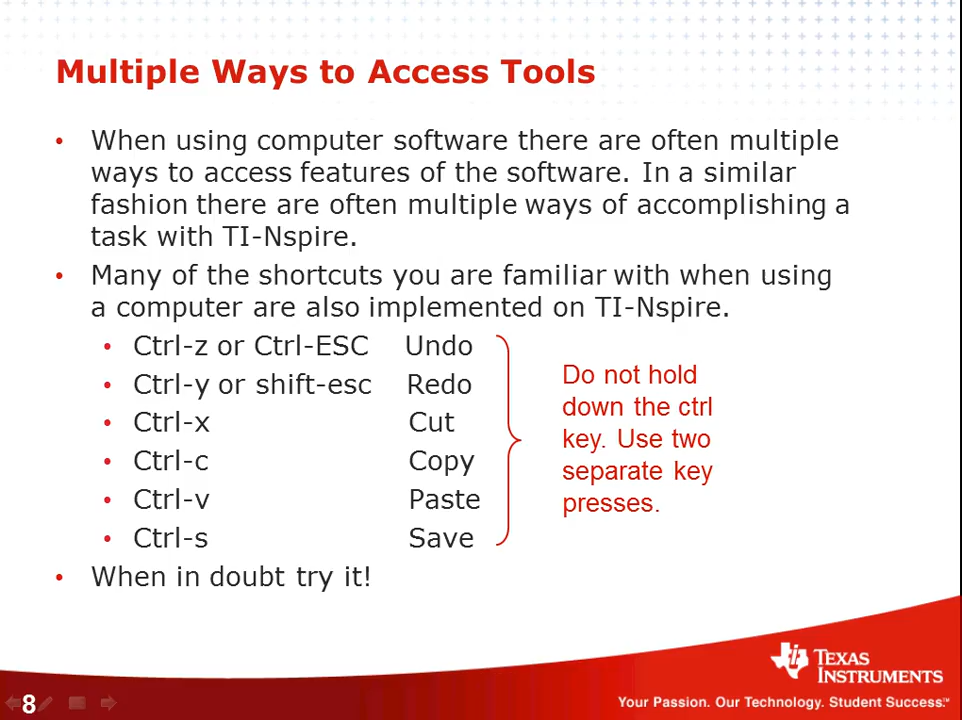 Multiple Ways to Access Tools
• When using computer software there are often multiple
ways to access features of the software. In a similar
fashion there are often multiple ways of accomplishing a
task with TI-Nspire.
• Many of the shortcuts you are familiar with when using
a computer are also implemented on TI-Nspire.
• Ctrl-z or Ctrl-ESC Undo
• Ctrl-y or shift-esc Redo
• Ctrl-x Cut
• Ctrl-c Copy
• Ctrl-v Paste
• Ctrl-s Save
Do not hold
down the ctrl
key. Use two
separate key
presses.
• When in doubt try it!
TEXAS
INSTRUMENTS
Your Passion. Our Technology. Student Success.™
8